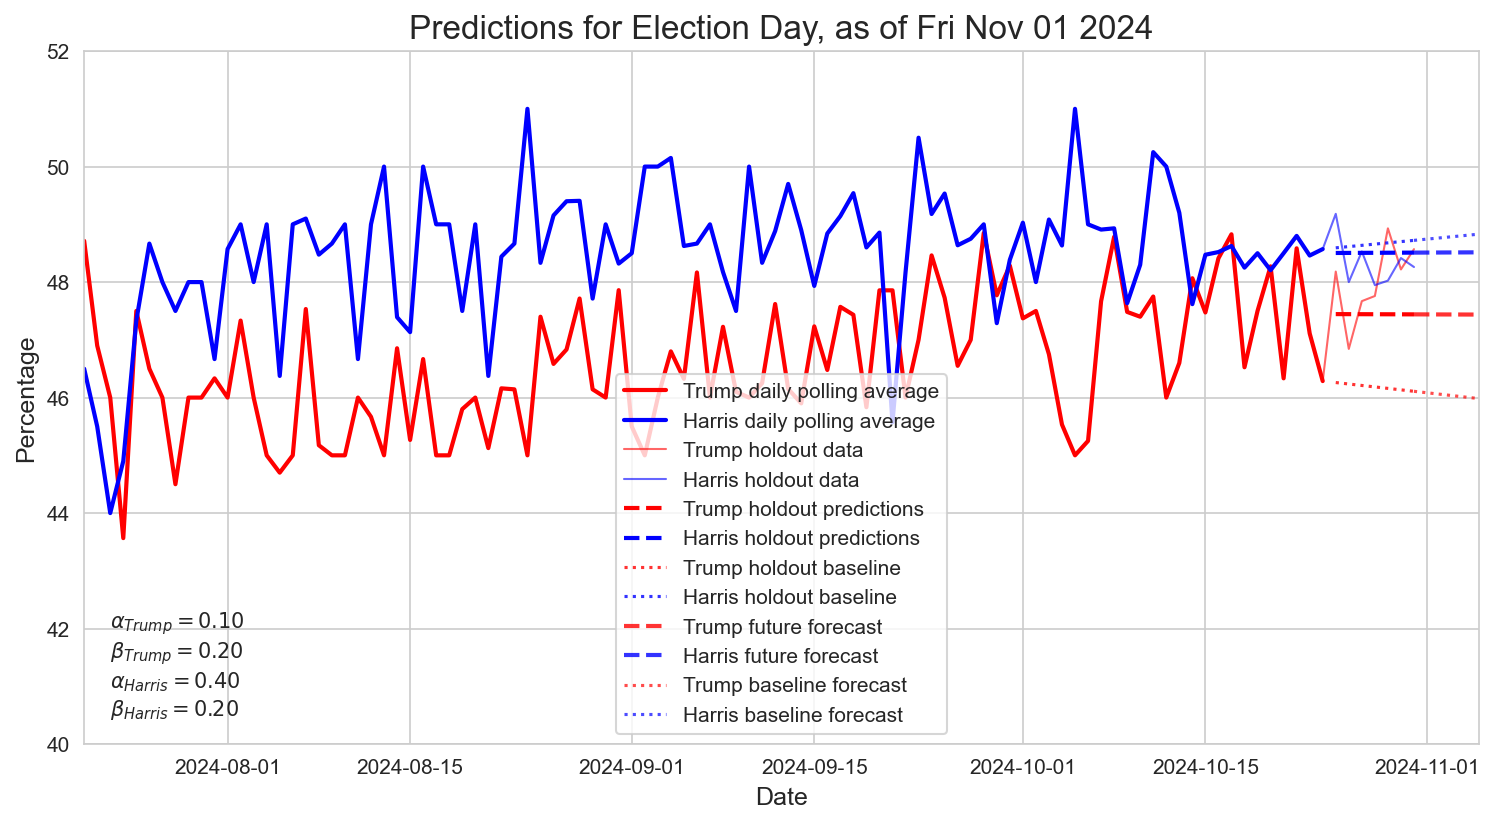 Predictions for Election Day, as of Fri Nov 01 2024
Percentage
52
50
48
46
44
42
40
Trump daily polling average
Harris daily polling average
Trump holdout data
Harris holdout data
Trump holdout predictions
Harris holdout predictions
Trump holdout baseline
Harris holdout baseline
Trump future forecast
Harris future forecast
Trump baseline forecast
Harris baseline forecast
α_Trump = 0.10
β_Trump = 0.20
α_Harris = 0.40
β_Harris = 0.20
2024-08-01 2024-08-15 2024-09-01 2024-09-15 2024-10-01 2024-10-15 2024-11-01
Date